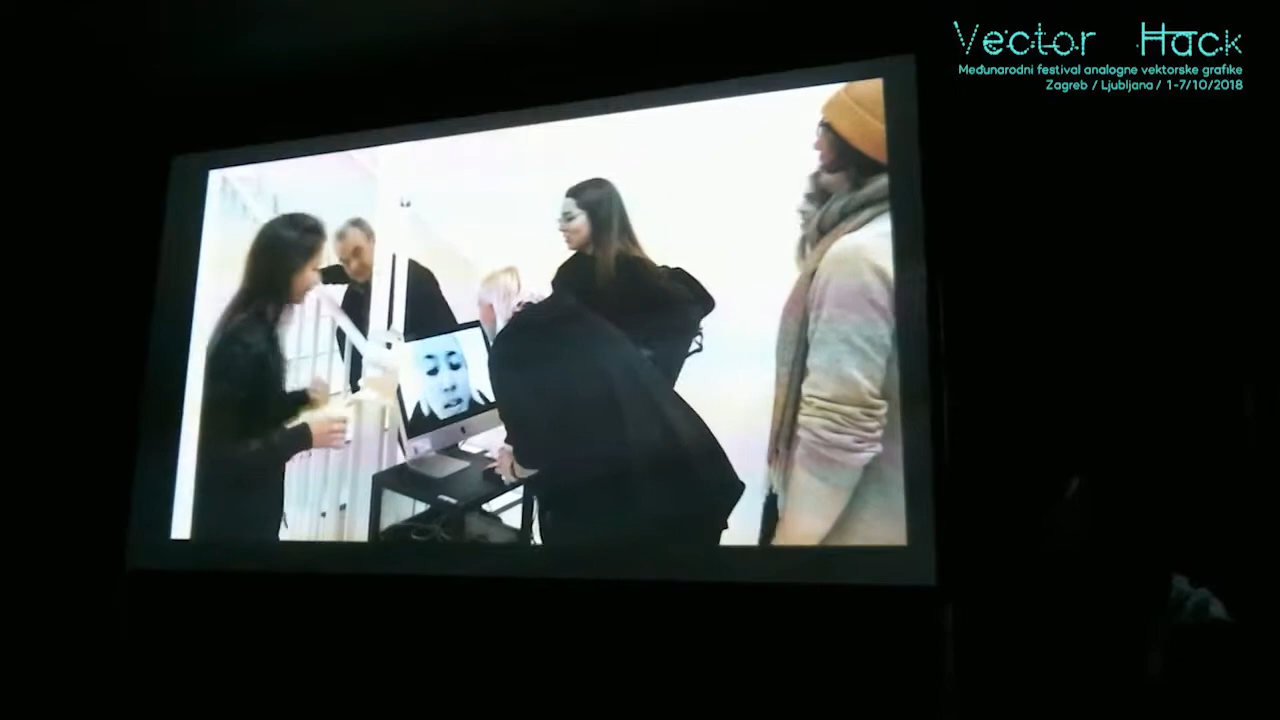 Vector Hack
Međunarodni festival analogne vektorske grafike
Zagreb / Ljubljana / 1-7/10/2018